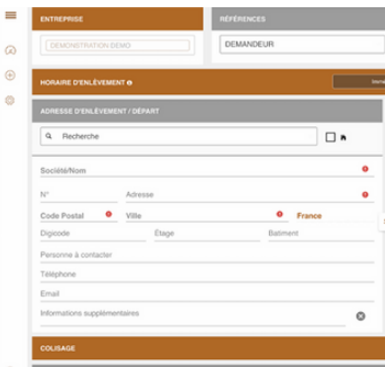 ENTREPRISE
RÉFÉRENCES
DEMONSTRATION DEMO
DEMANDEUR
HORAIRE D'ENLÈVEMENT
ADRESSE D'ENLÈVEMENT / DÉPART
Recherche
Société/Nom
N° Adresse
Code Postal Ville France
Digicode Étage Batiment
Personne à contacter
Téléphone
Email
Informations supplémentaires
COLISAGE